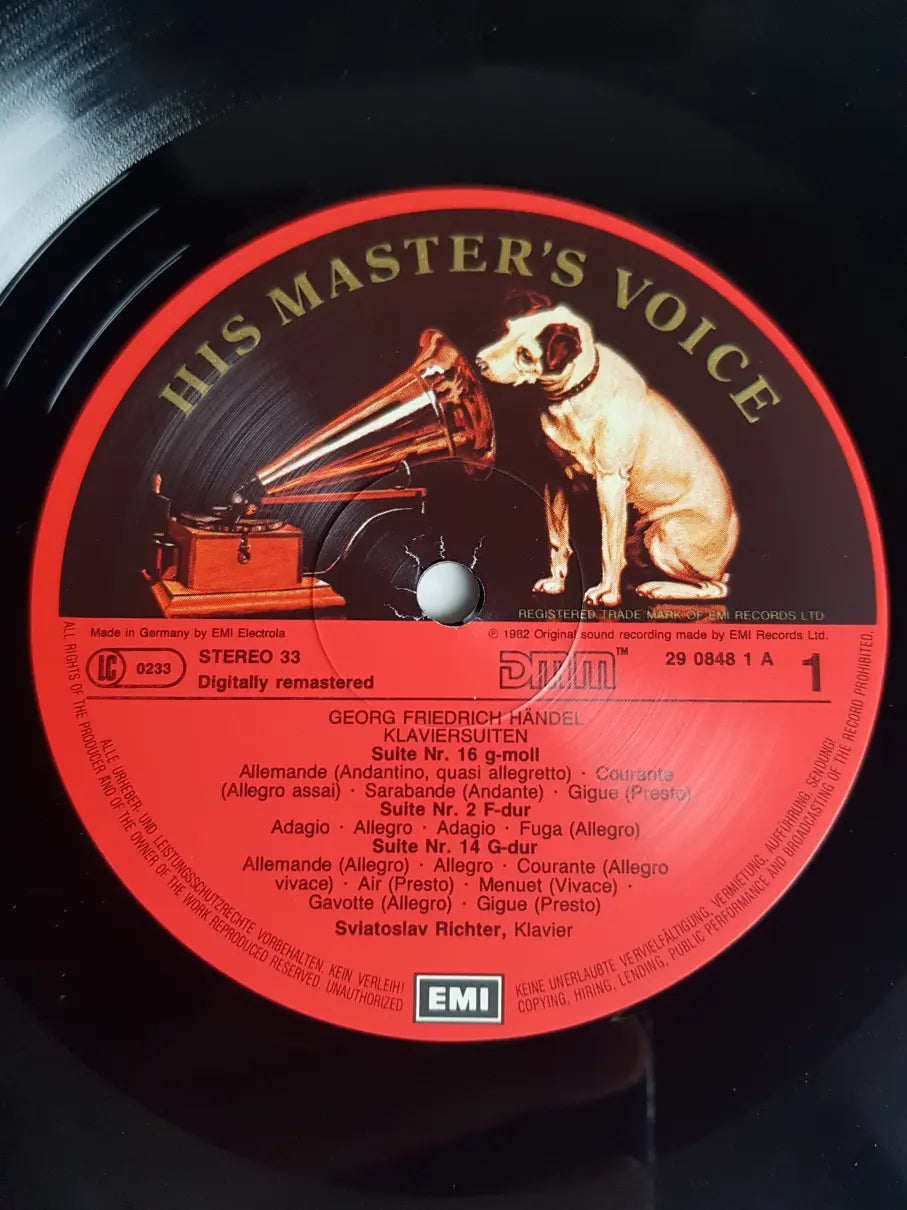 HIS MASTER'S VOICE
REGISTERED TRADE MARK OF EMI RECORDS LTD
Made in Germany by EMI Electrola
℗ 1982 Original sound recording made by EMI Records Ltd.
LC 0233
STEREO 33
Digitally remastered
DMM™
29 0848 1 A
1
GEORG FRIEDRICH HÄNDEL
KLAVIERSUITEN
Suite Nr. 16 g-moll
Allemande (Andantino, quasi allegretto) · Courante
(Allegro assai) · Sarabande (Andante) · Gigue (Presto)
Suite Nr. 2 F-dur
Adagio · Allegro · Adagio · Fuga (Allegro)
Suite Nr. 14 G-dur
Allemande (Allegro) · Allegro · Courante (Allegro
vivace) · Air (Presto) · Menuet (Vivace) ·
Gavotte (Allegro) · Gigue (Presto)
Sviatoslav Richter, Klavier
EMI
ALLE URHEBER- UND LEISTUNGSSCHUTZRECHTE VORBEHALTEN. KEIN VERLEIH!
KEINE UNERLAUBTE VERVIELFÄLTIGUNG, VERMIETUNG, AUFFÜHRUNG, SENDUNG!
ALL RIGHTS OF THE PRODUCER AND OF THE OWNER OF THE WORK REPRODUCED RESERVED UNAUTHORIZED
COPYING, HIRING, LENDING, PUBLIC PERFORMANCE AND BROADCASTING OF THE RECORD PROHIBITED.